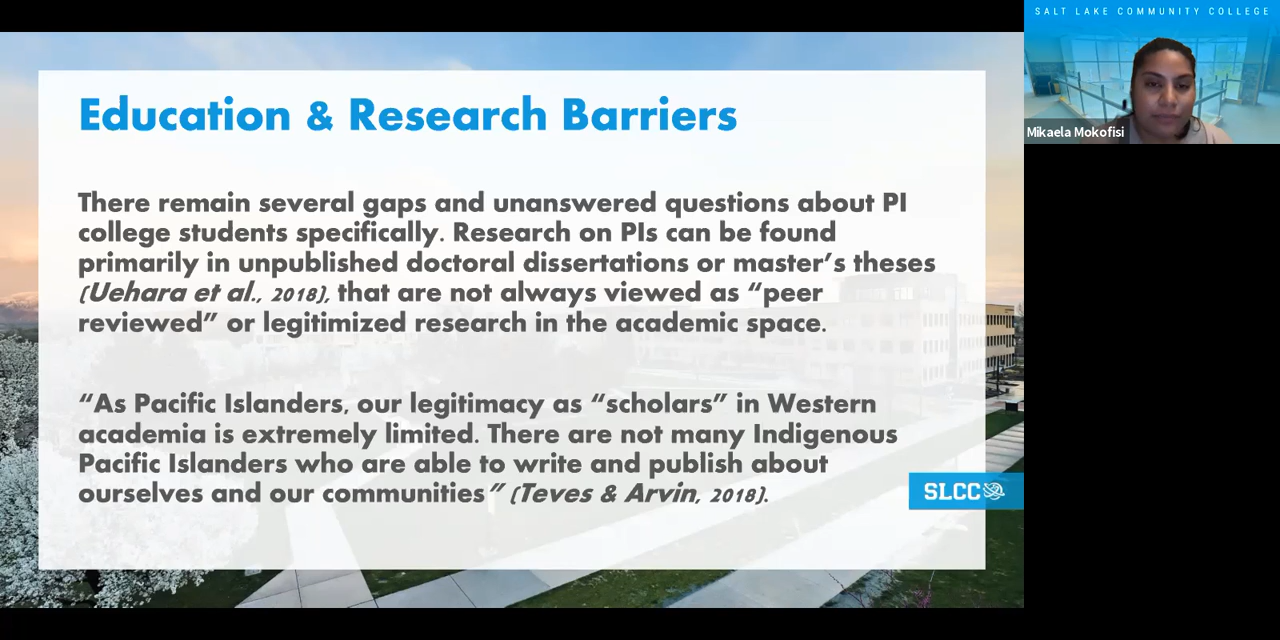 Education & Research Barriers
There remain several gaps and unanswered questions about PI
college students specifically. Research on PIs can be found
primarily in unpublished doctoral dissertations or master’s theses
(Uehara et al., 2018), that are not always viewed as “peer
reviewed” or legitimized research in the academic space.
“As Pacific Islanders, our legitimacy as “scholars” in Western
academia is extremely limited. There are not many Indigenous
Pacific Islanders who are able to write and publish about
ourselves and our communities” (Teves & Arvin, 2018).
SLCC
SALT LAKE COMMUNITY COLLEGE
Mikaela Mokofisi